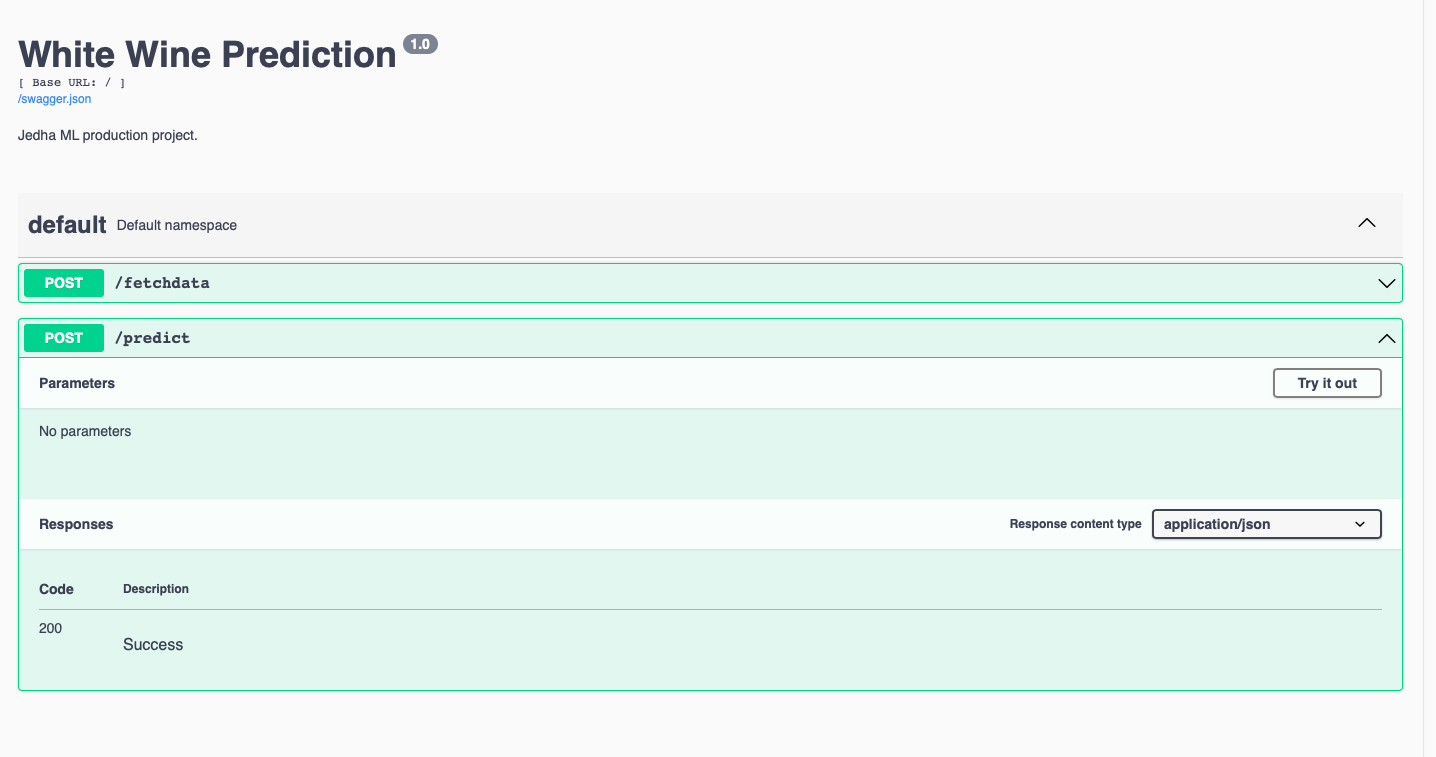 White Wine Prediction 1.0
[ Base URL: / ]
/swagger.json
Jedha ML production project.
default Default namespace
POST /fetchdata
POST /predict
Parameters Try it out
No parameters
Responses Response content type application/json
Code Description
200
Success